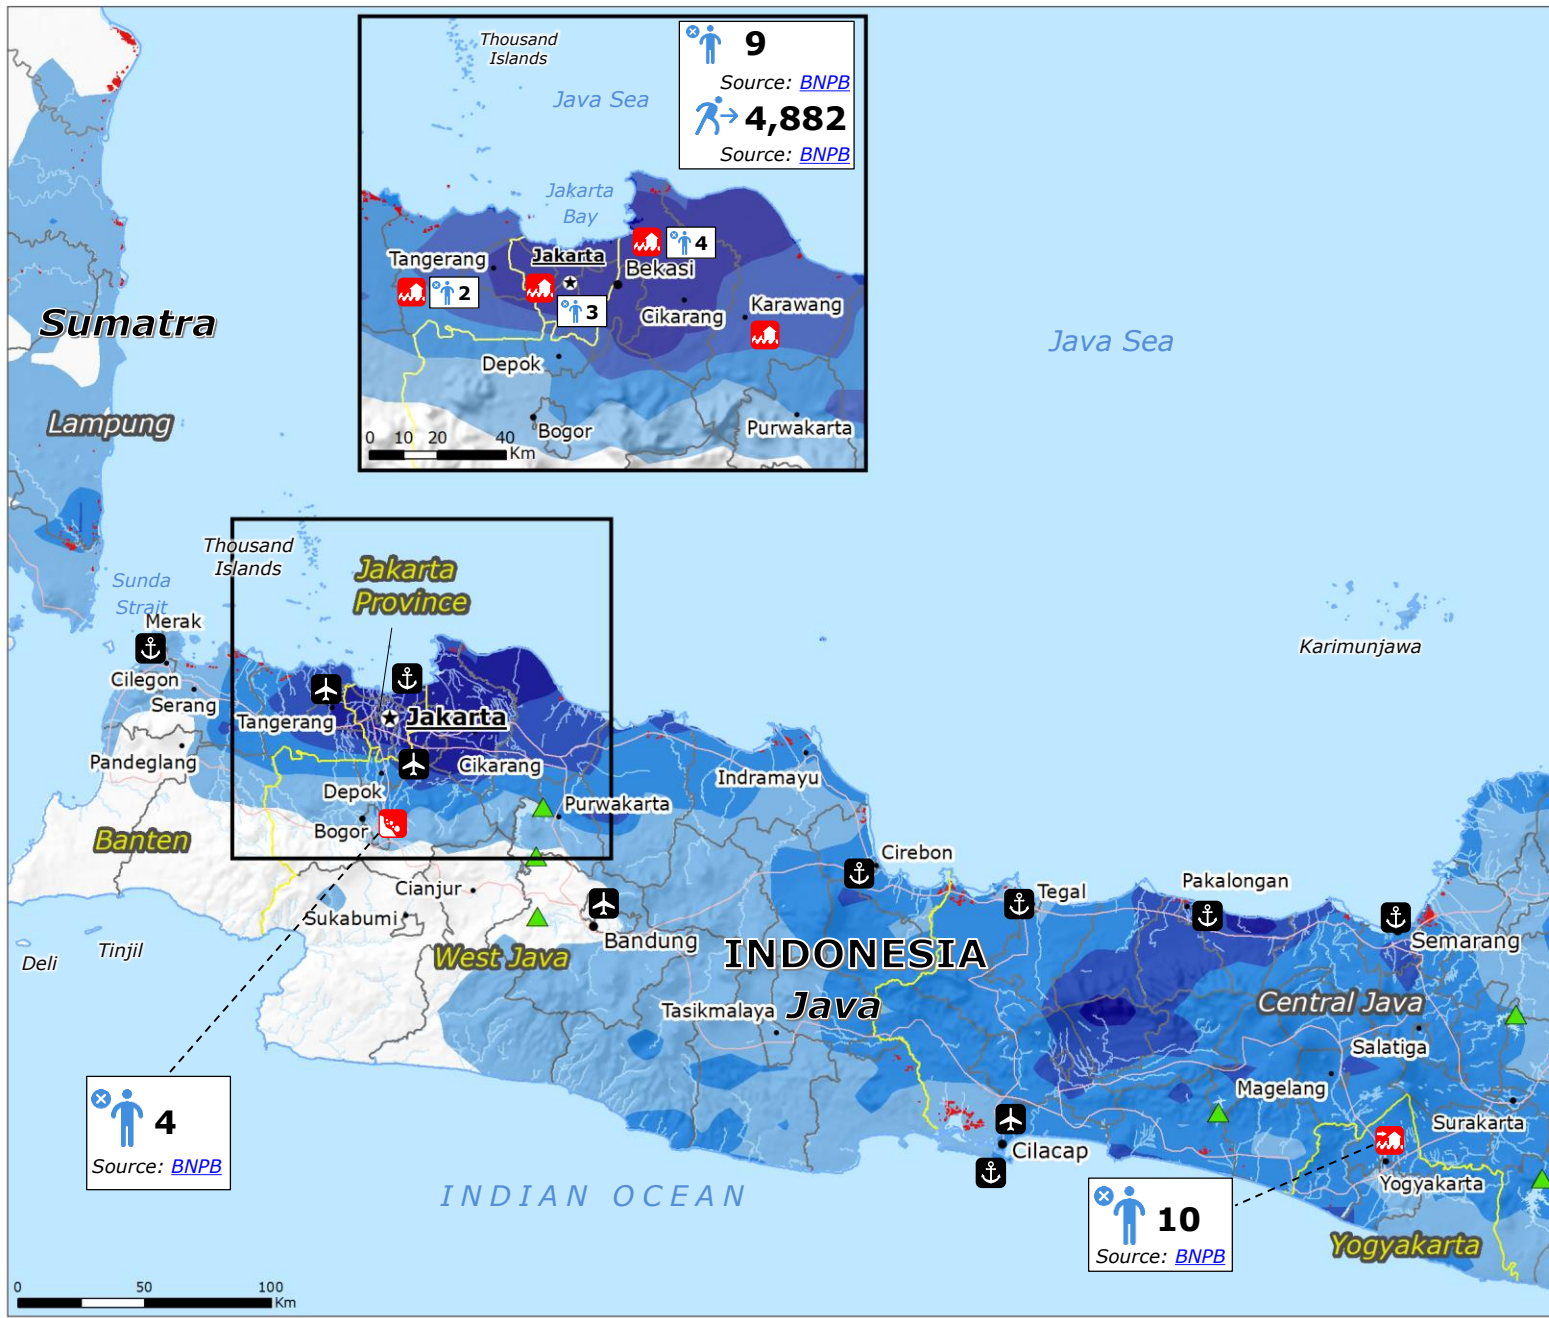 Thousand
Islands
Java Sea
9
Source: BNPB
4,882
Source: BNPB
Jakarta
Bay
Tangerang
Jakarta
4
Bekasi
2
3
Cikarang
Karawang
Depok
Bogor
Purwakarta
0 10 20 40
Km
Sumatra
Lampung
Java Sea
Thousand
Islands
Jakarta
Province
Sunda
Strait
Merak
Cilegon
Serang
Tangerang
Jakarta
Pandeglang
Cikarang
Depok
Bogor
Purwakarta
Indramayu
Karimunjawa
Banten
Cianjur
Sukabumi
Cirebon
Tegal
Pakalongan
Semarang
Deli
Tinjil
West Java
Bandung
INDONESIA
Java
Tasikmalaya
Central Java
Salatiga
Magelang
Surakarta
4
Source: BNPB
Cilacap
Yogyakarta
INDIAN OCEAN
10
Source: BNPB
Yogyakarta
0 50 100
Km